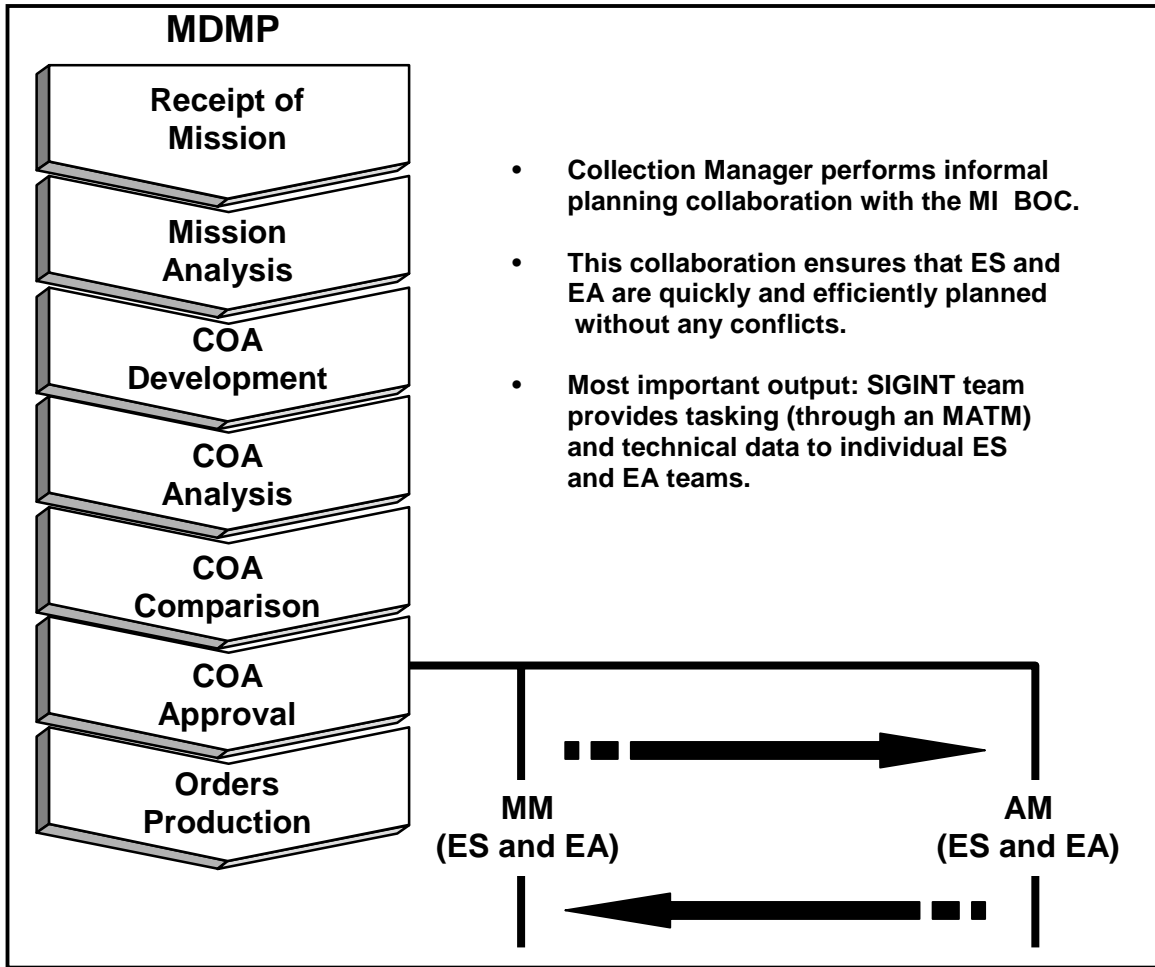 MDMP
Receipt of
Mission
Mission
Analysis
COA
Development
COA
Analysis
COA
Comparison
COA
Approval
Orders
Production
• Collection Manager performs informal
planning collaboration with the MI BOC.
• This collaboration ensures that ES and
EA are quickly and efficiently planned
without any conflicts.
• Most important output: SIGINT team
provides tasking (through an MATM)
and technical data to individual ES
and EA teams.
MM
(ES and EA)
AM
(ES and EA)